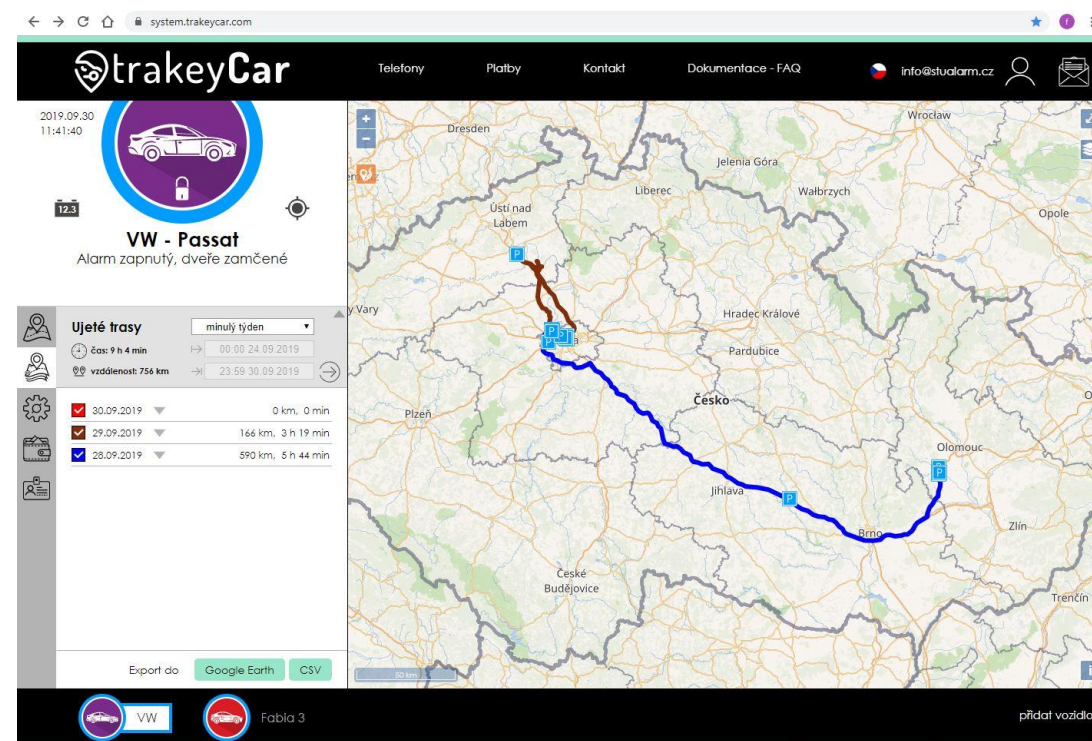 system.trakeycar.com
trakeyCar
Telefony
Platby
Kontakt
Dokumentace - FAQ
info@stualarm.cz
2019.09.30
11:41:40
12.3
VW - Passat
Alarm zapnutý, dveře zamčené
Ujeté trasy
minulý týden
čas: 9 h 4 min
00:00 24.09.2019
vzdálenost: 756 km
23:59 30.09.2019
30.09.2019 0 km, 0 min
29.09.2019 166 km, 3 h 19 min
28.09.2019 590 km, 5 h 44 min
Export do
Google Earth
CSV
Dresden
Wrocław
Jelenia Góra
Liberec
Wałbrzych
Ústí nad
Labem
Opole
y Vary
Hradec Králové
Pardubice
Česko
Plzeň
Olomouc
Jihlava
Brno
Zlín
České
Budějovice
Trenčín
P
P
P
P
P
P
50 km
VW
Fabia 3
přidat vozidlo